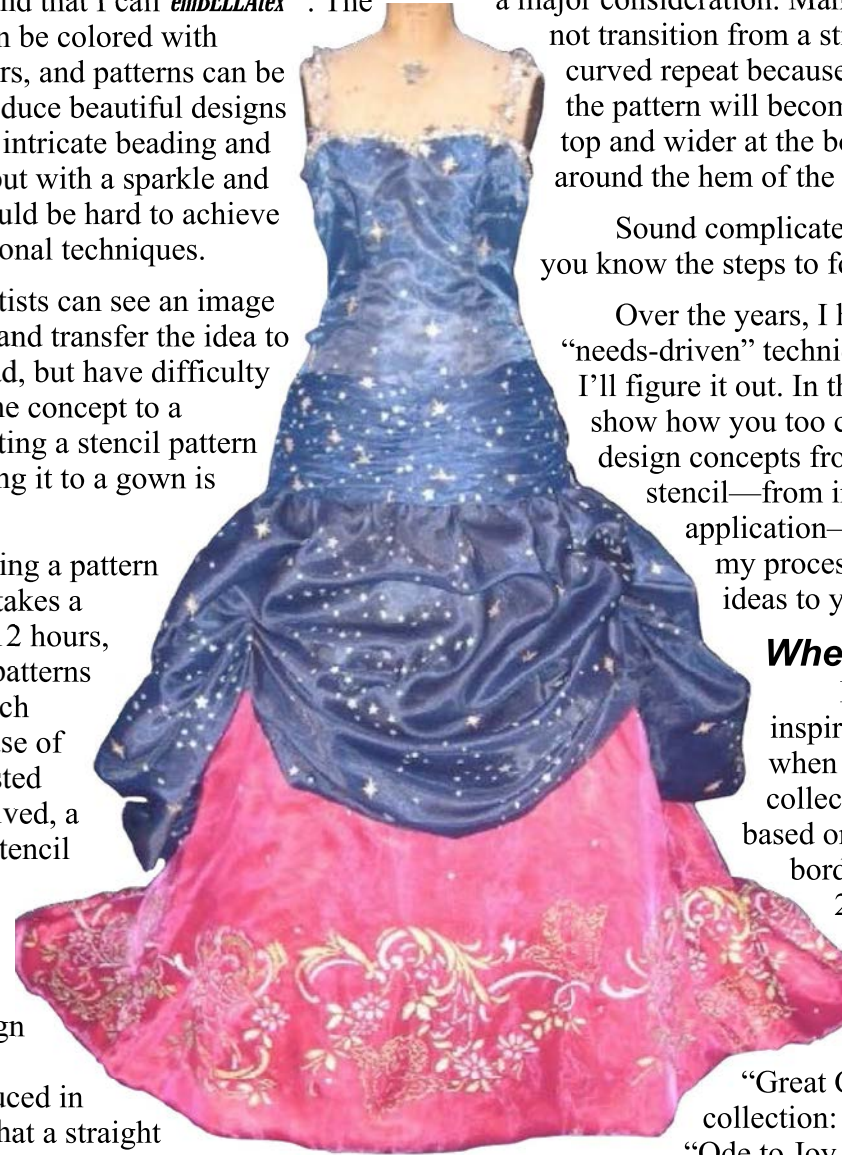 nd that I can emBELLAtex . The
n be colored with
rs, and patterns can be
duce beautiful designs
intricate beading and
out with a sparkle and
uld be hard to achieve
onal techniques.
tists can see an image
and transfer the idea to
d, but have difficulty
ne concept to a
ting a stencil pattern
ng it to a gown is
ing a pattern
takes a
12 hours,
patterns
ch
se of
sted
lved, a
tencil
gn
uced in
hat a straight
a major consideration. Man
not transition from a st
curved repeat because
the pattern will becom
top and wider at the b
around the hem of the
Sound complicate
you know the steps to f
Over the years, I h
“needs-driven” techni
I’ll figure it out. In th
show how you too c
design concepts fro
stencil—from i
application—
my proces
ideas to y
Whe
inspir
when
collec
based o
bord
2
“Great G
collection:
“Ode to Joy